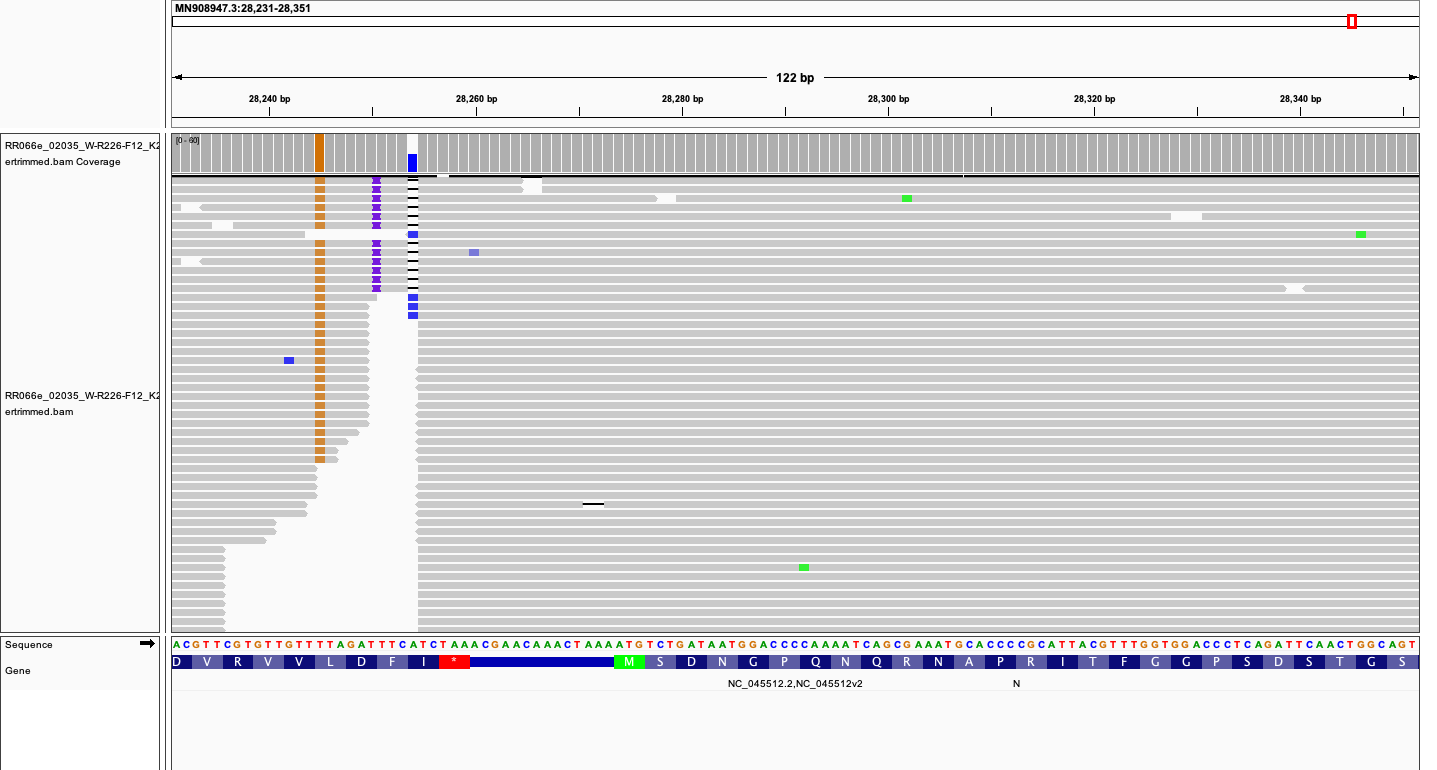 MN908947.3:28,231-28,351
122 bp
28,240 bp 28,260 bp 28,280 bp 28,300 bp 28,320 bp 28,340 bp
RR066e_02035_W-R226-F12_K2
ertrimmed.bam Coverage
[0 - 60]
RR066e_02035_W-R226-F12_K2
ertrimmed.bam
Sequence
ACGTTCGTGTTGTTTTAGATTTCATCTAAACGAACAAACTAAAATGTCTGATAATGGACCCCAAAATCAGCGAAATGCACCCCGCATTACGTTTGGTGGACCCTCAGATTCAACTGGCAGT
Gene
D V R V V L D F I * M S D N G P Q N Q R N A P R I T F G G P S D S T G S
NC_045512.2,NC_045512v2 N